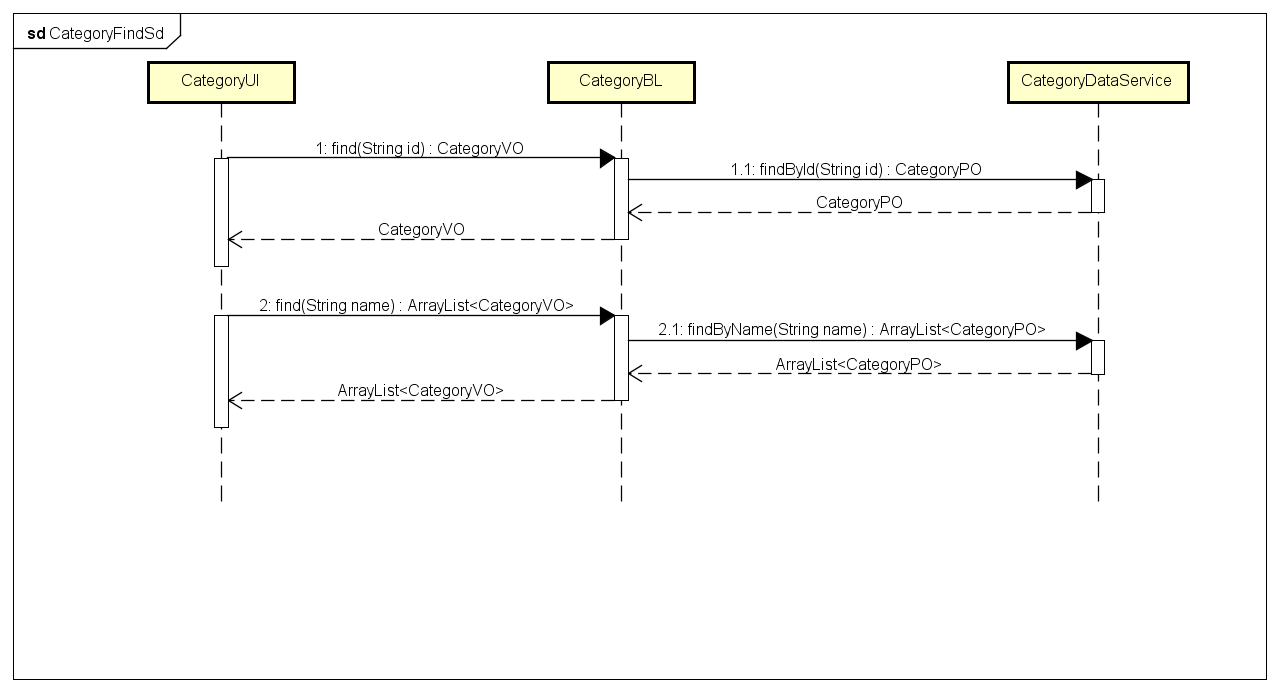 sd CategoryFindSd
CategoryUI
CategoryBL
CategoryDataService
1: find(String id) : CategoryVO
1.1: findById(String id) : CategoryPO
CategoryPO
CategoryVO
2: find(String name) : ArrayList<CategoryVO>
2.1: findByName(String name) : ArrayList<CategoryPO>
ArrayList<CategoryPO>
ArrayList<CategoryVO>